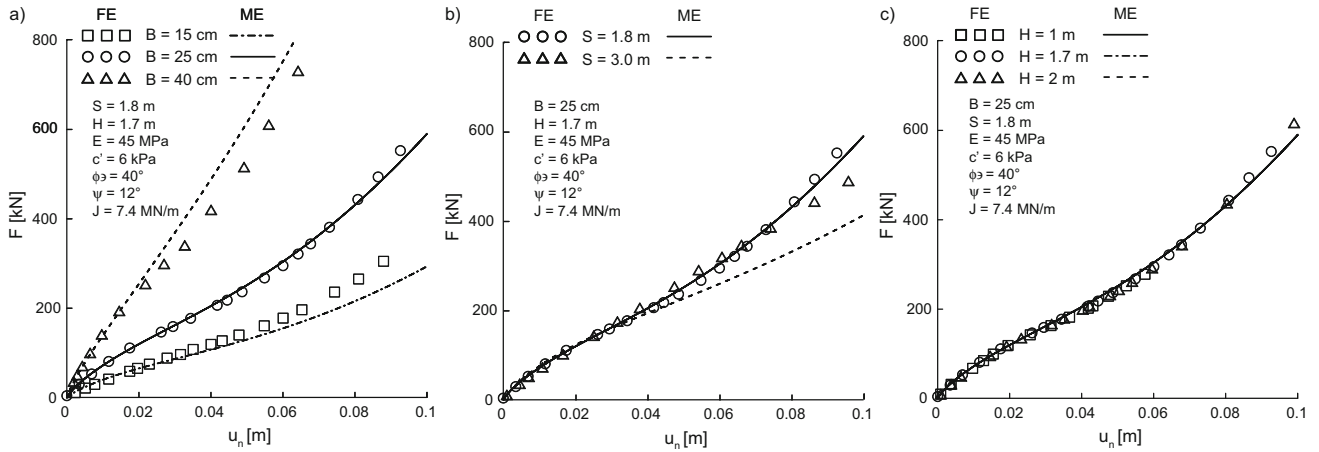 a)
FE ME
B = 15 cm
B = 25 cm
B = 40 cm
S = 1.8 m
H = 1.7 m
E = 45 MPa
c' = 6 kPa
ϕ϶ = 40°
ψ = 12°
J = 7.4 MN/m
800
600
400
200
0
F [kN]
0 0.02 0.04 0.06 0.08 0.1
uₙ [m]
b)
FE ME
S = 1.8 m
S = 3.0 m
B = 25 cm
H = 1.7 m
E = 45 MPa
c' = 6 kPa
ϕ϶ = 40°
ψ = 12°
J = 7.4 MN/m
800
600
400
200
0
F [kN]
0 0.02 0.04 0.06 0.08 0.1
uₙ [m]
c)
FE ME
H = 1 m
H = 1.7 m
H = 2 m
B = 25 cm
S = 1.8 m
E = 45 MPa
c' = 6 kPa
ϕ϶ = 40°
ψ = 12°
J = 7.4 MN/m
800
600
400
200
0
F [kN]
0 0.02 0.04 0.06 0.08 0.1
uₙ [m]